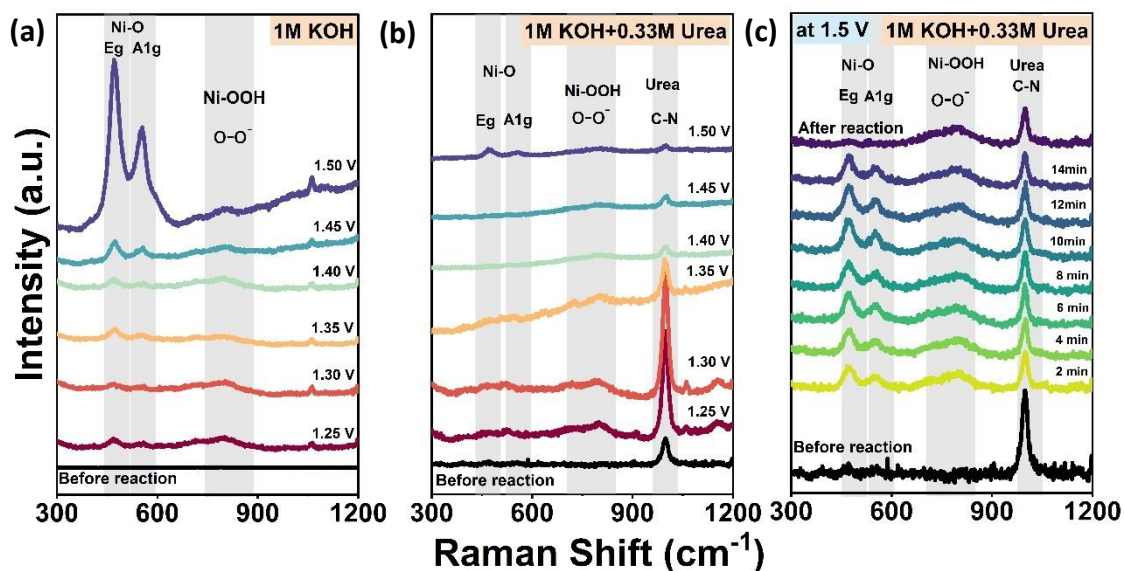 (a)
Ni-O
Eg A1g
1M KOH
Ni-OOH
O-O⁻
1.50 V
1.45 V
1.40 V
1.35 V
1.30 V
1.25 V
Before reaction
300 600 900 1200
(b)
1M KOH+0.33M Urea
Ni-O
Ni-OOH
Urea
Eg A1g
O-O⁻
C-N
1.50 V
1.45 V
1.40 V
1.35 V
1.30 V
1.25 V
Before reaction
300 600 900 1200
(c)
at 1.5 V
1M KOH+0.33M Urea
Ni-O
Ni-OOH
Urea
Eg A1g
O-O⁻
C-N
After reaction
14min
12min
10min
8 min
6 min
4 min
2 min
Before reaction
300 600 900 1200
Intensity (a.u.)
Raman Shift (cm⁻¹)